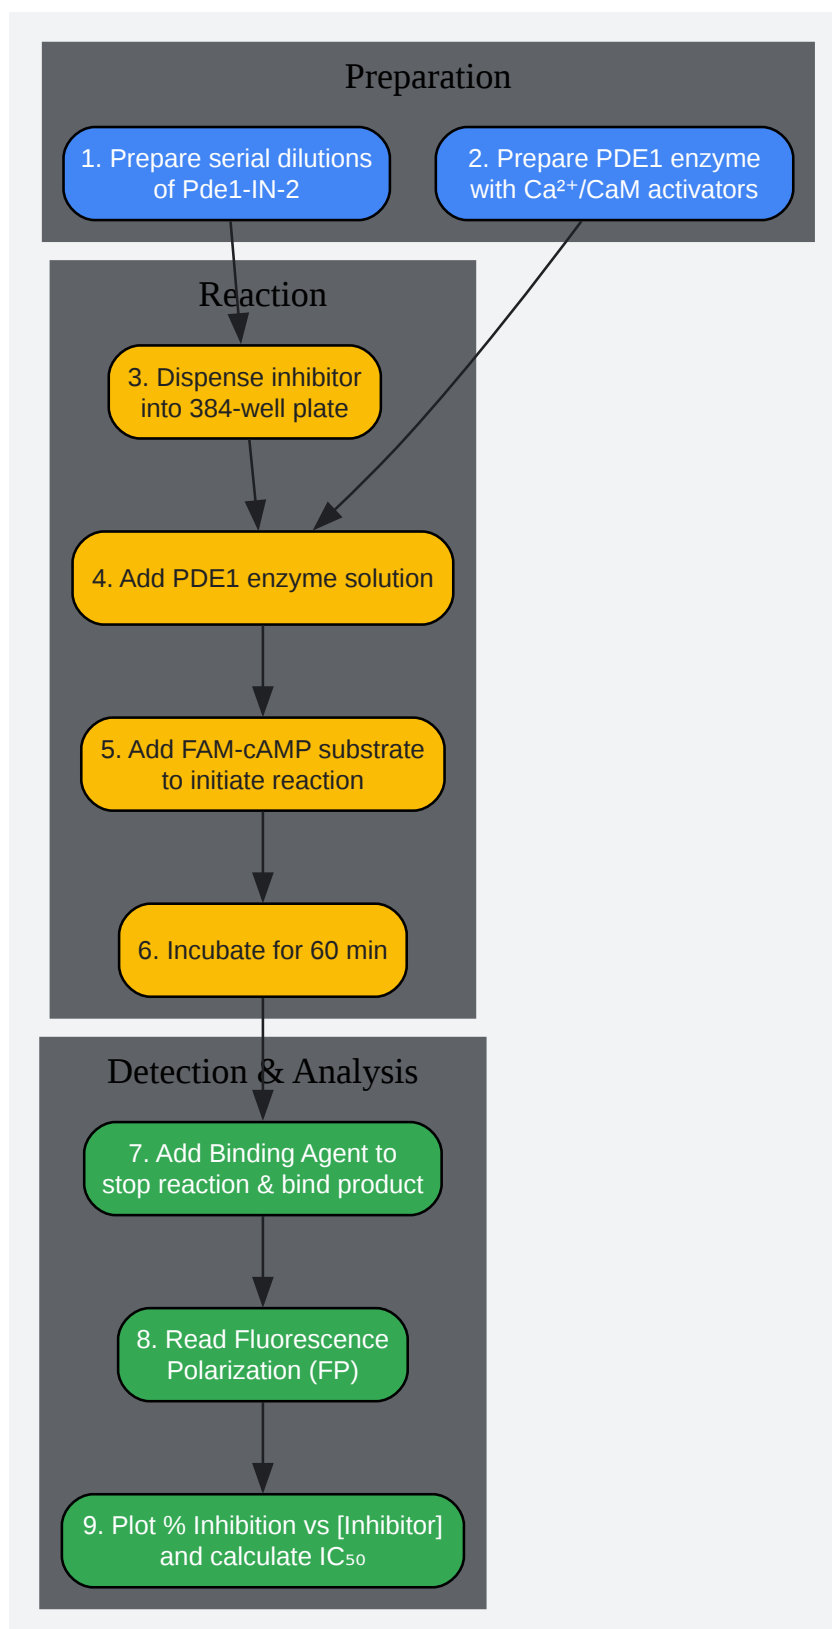 Preparation
1. Prepare serial dilutions
of Pde1-IN-2
2. Prepare PDE1 enzyme
with Ca²⁺/CaM activators
Reaction
3. Dispense inhibitor
into 384-well plate
4. Add PDE1 enzyme solution
5. Add FAM-cAMP substrate
to initiate reaction
6. Incubate for 60 min
Detection & Analysis
7. Add Binding Agent to
stop reaction & bind product
8. Read Fluorescence
Polarization (FP)
9. Plot % Inhibition vs [Inhibitor]
and calculate IC₅₀